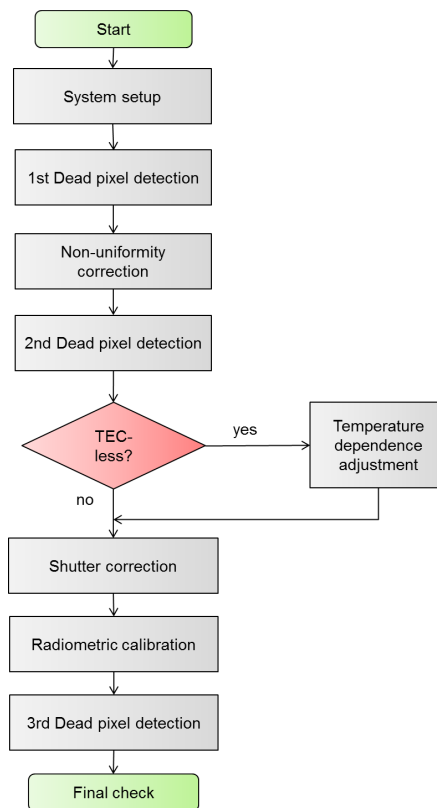 Start
System setup
1st Dead pixel detection
Non-uniformity
correction
2nd Dead pixel detection
TEC-
less?
yes
Temperature
dependence
adjustment
no
Shutter correction
Radiometric calibration
3rd Dead pixel detection
Final check